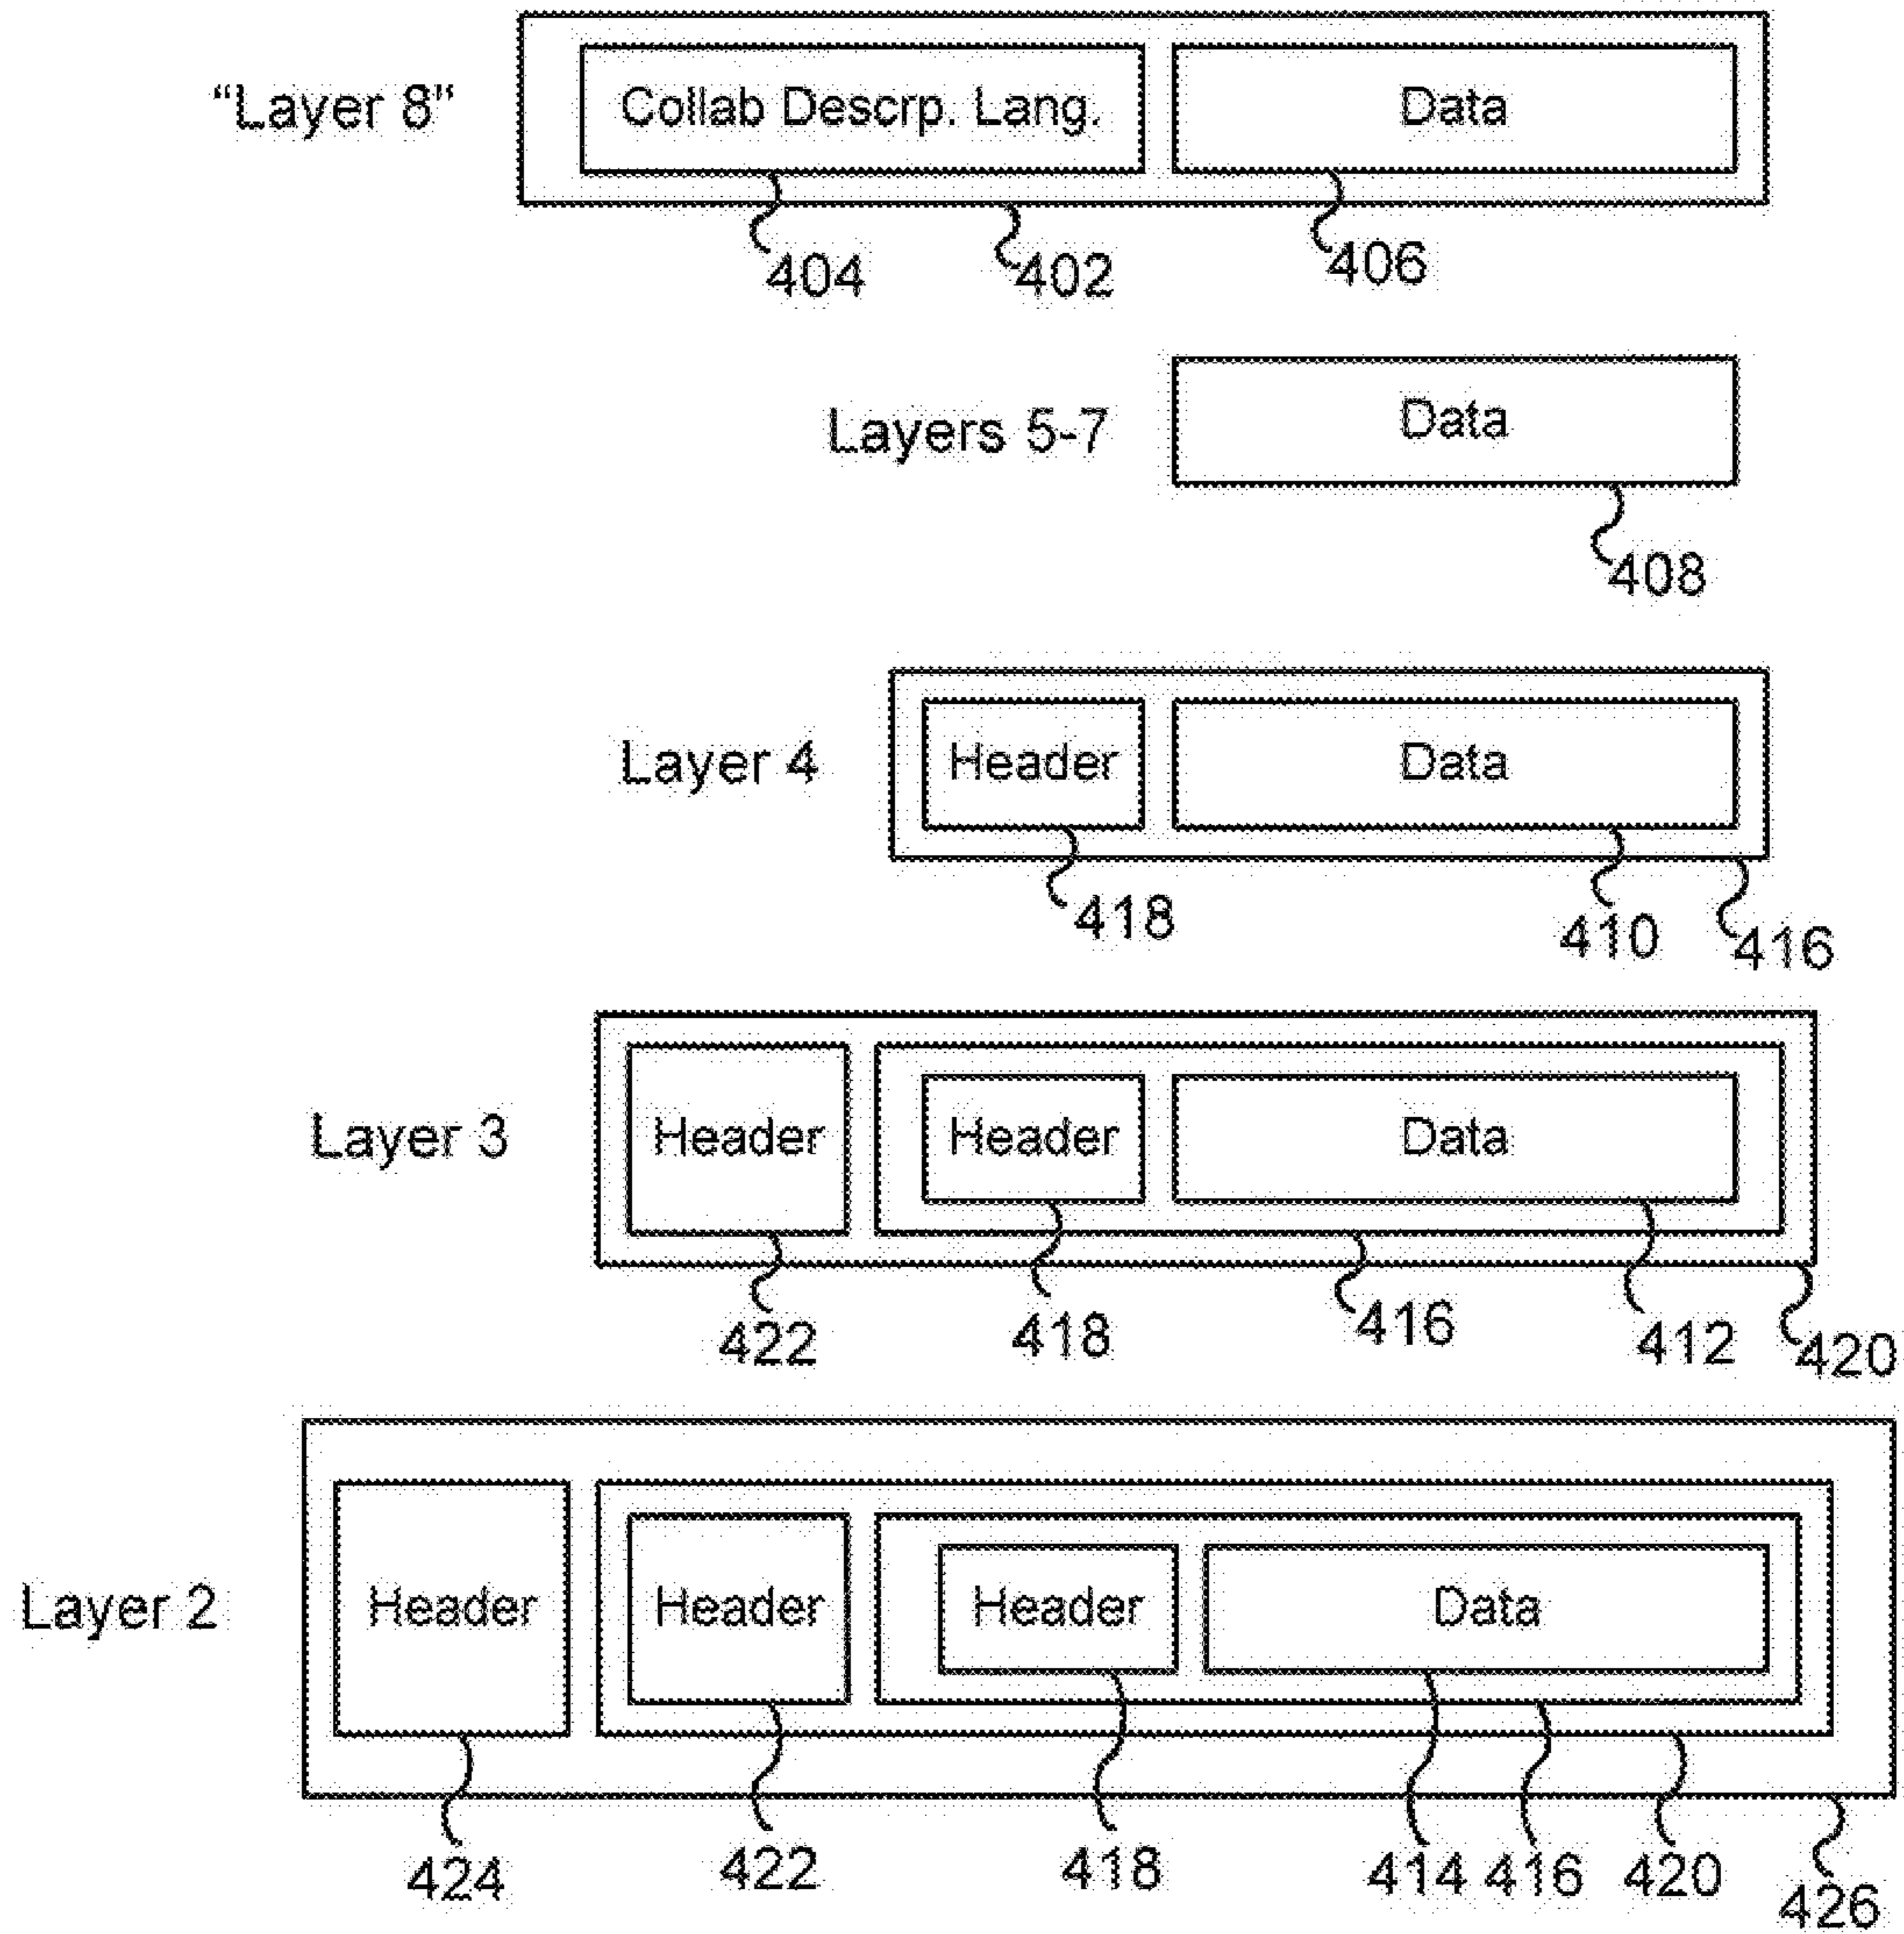 “Layer 8”
Collab Descrp. Lang.
Data
404
402
406
Layers 5-7
Data
408
Layer 4
Header
Data
418
410
416
Layer 3
Header
Header
Data
422
418
416
412
420
Layer 2
Header
Header
Header
Data
424
422
418
414
416
420
426